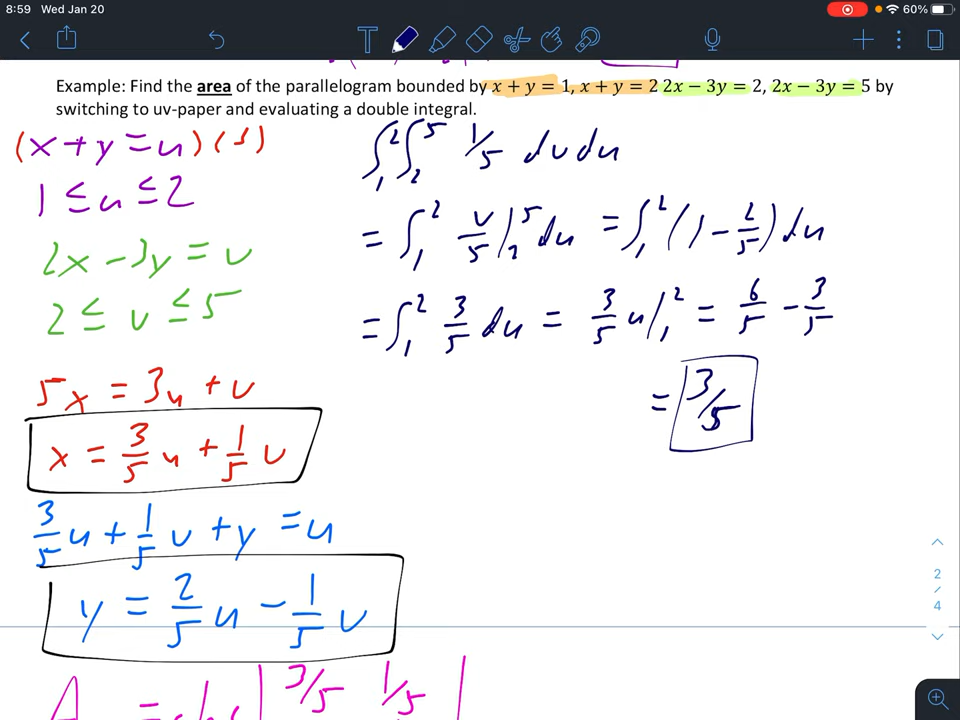 8:59 Mon Jan 20 60%
Example: Find the area of the parallelogram bounded by x + y = 1, x + y = 2 2x − 3y = 2, 2x − 3y = 5 by
switching to uv-paper and evaluating a double integral.
(x + y = u)(3)
1 ≤ u ≤ 2
2x − 3y = v
2 ≤ v ≤ 5
5x = 3u + v
x = 3/5 u + 1/5 v
3/5 u + 1/5 v + y = u
y = 2/5 u − 1/5 v
3/5 1/5
∫₁² ∫₂⁵ 1/5 dv du
= ∫₁² v/5 |₂⁵ du = ∫₁² (1 − 2/5) du
= ∫₁² 3/5 du = 3/5 u |₁² = 6/5 − 3/5
= 3/5
2
/
4